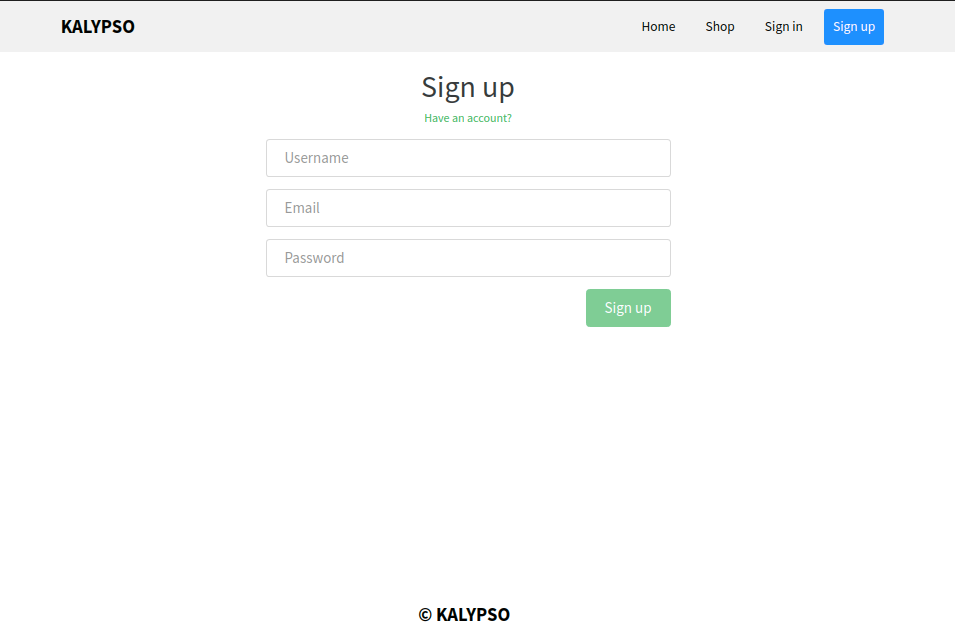 KALYPSO Home Shop Sign in Sign up
Sign up
Have an account?
Username
Email
Password
Sign up
© KALYPSO